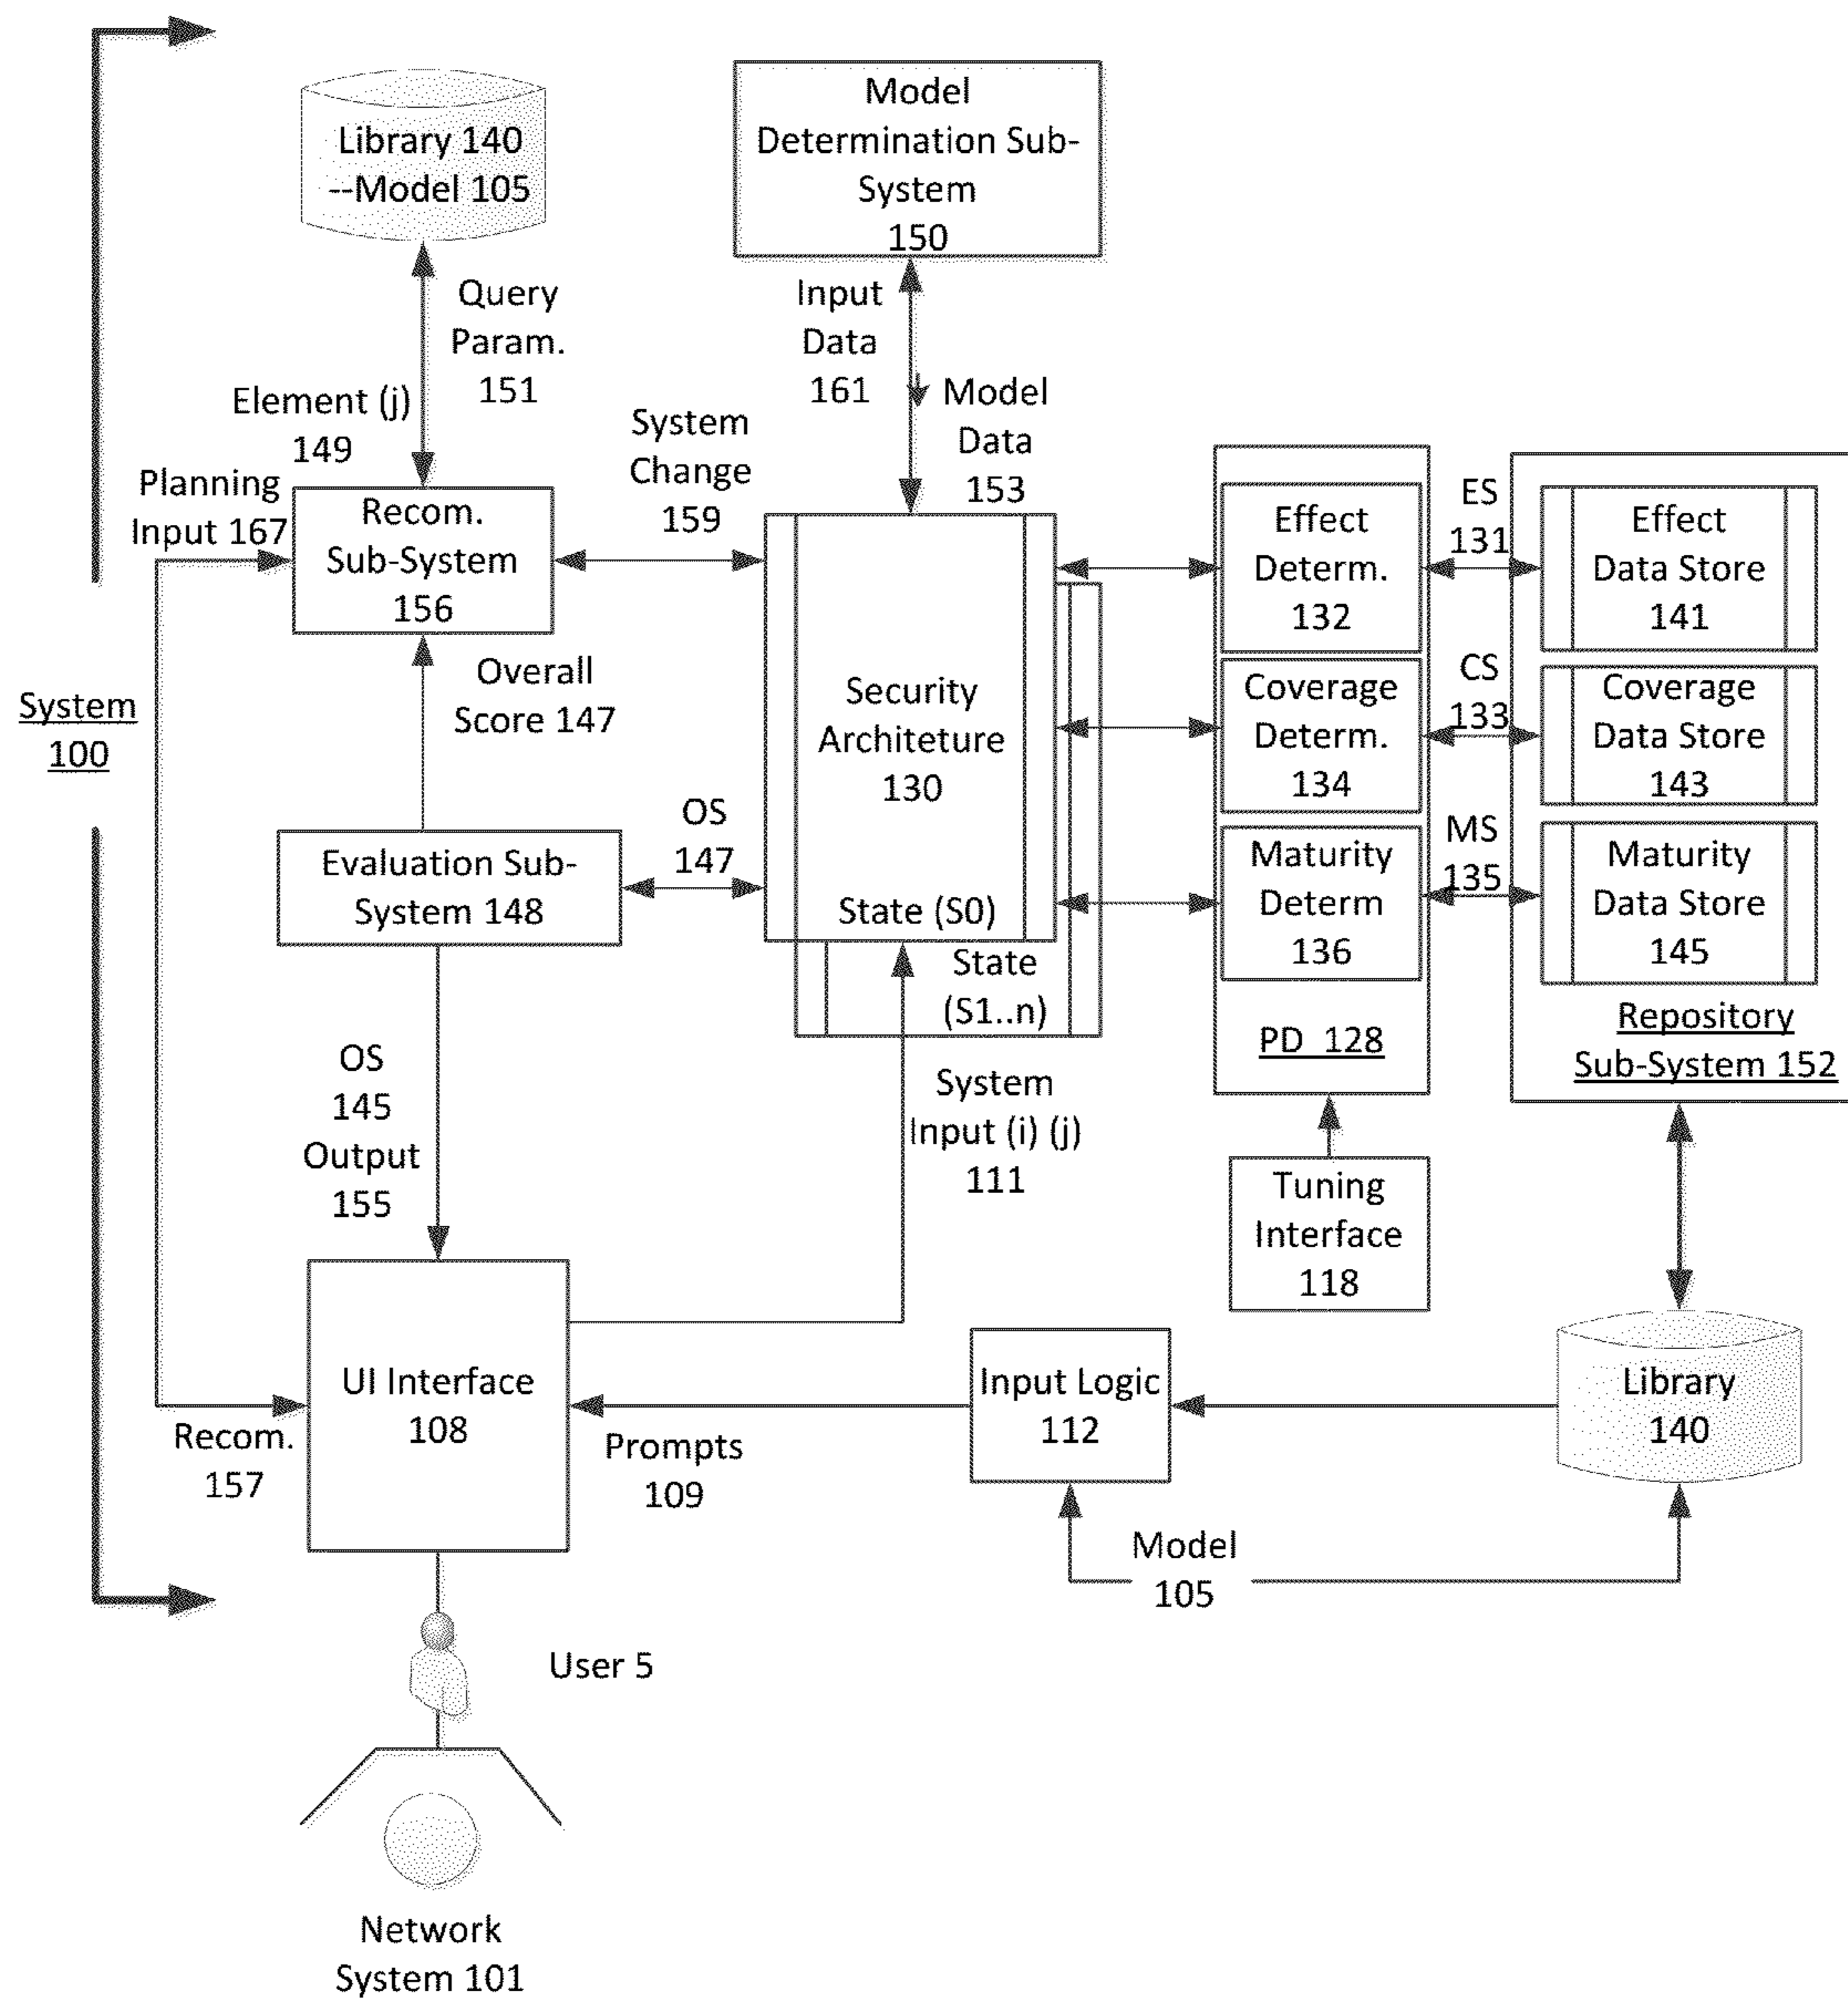 Library 140
--Model 105
Model
Determination Sub-
System
150
Query
Param.
151
Input
Data
161
Element (j)
149
System
Change
159
Model
Data
153
Planning
Input 167
Recom.
Sub-System
156
Effect
Determ.
132
ES
131
Effect
Data Store
141
System
100
Overall
Score 147
Security
Architeture
130
Coverage
Determ.
134
CS
133
Coverage
Data Store
143
Evaluation Sub-
System 148
OS
147
State (S0)
State
(S1..n)
Maturity
Determ
136
MS
135
Maturity
Data Store
145
PD 128
Repository
Sub-System 152
OS
145
Output
155
System
Input (i) (j)
111
Tuning
Interface
118
UI Interface
108
Recom.
157
Prompts
109
Input Logic
112
Library
140
Model
105
User 5
Network
System 101